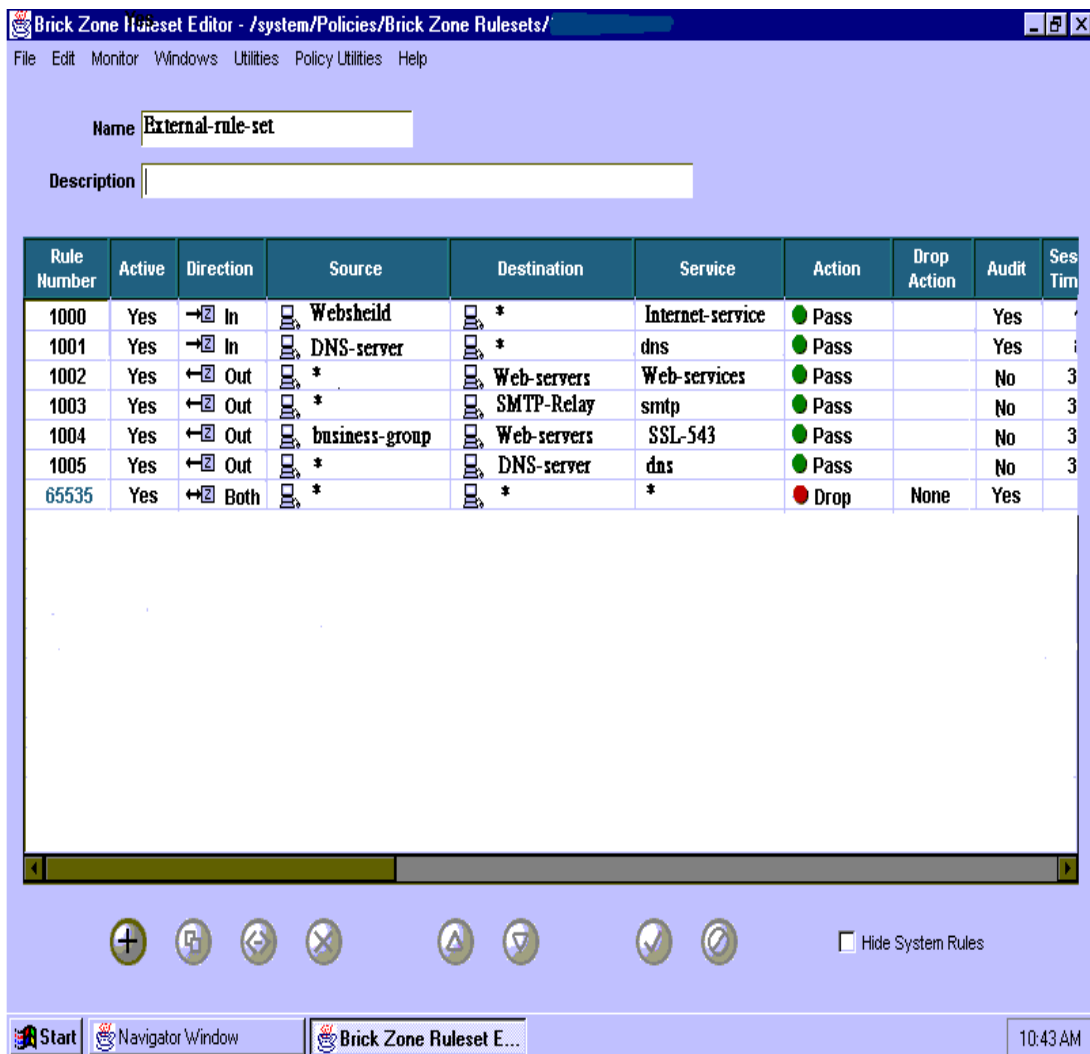 Brick Zone Ruleset Editor - /system/Policies/Brick Zone Rulesets/
File Edit Monitor Windows Utilities Policy Utilities Help
Name External-rule-set
Description
Rule Number Active Direction Source Destination Service Action Drop Action Audit Ses Tim
1000 Yes In Websheild * Internet-service Pass Yes
1001 Yes In DNS-server * dns Pass Yes
1002 Yes Out * Web-servers Web-services Pass No 3
1003 Yes Out * SMTP-Relay smtp Pass No 3
1004 Yes Out business-group Web-servers SSL-543 Pass No 3
1005 Yes Out * DNS-server dns Pass No 3
65535 Yes Both * * * Drop None Yes
Hide System Rules
Start Navigator Window Brick Zone Ruleset E... 10:43 AM